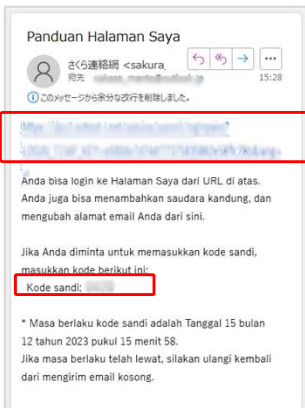 Panduan Halaman Saya
さくら連絡網 <sakura_
宛先
15:28
このメッセージから余分な改行を削除しました。
Anda bisa login ke Halaman Saya dari URL di atas.
Anda juga bisa menambahkan saudara kandung, dan
mengubah alamat email Anda dari sini.
Jika Anda diminta untuk memasukkan kode sandi,
masukkan kode berikut ini:
Kode sandi:
* Masa berlaku kode sandi adalah Tanggal 15 bulan
12 tahun 2023 pukul 15 menit 58.
Jika masa berlaku telah lewat, silakan ulangi kembali
dari mengirim email kosong.